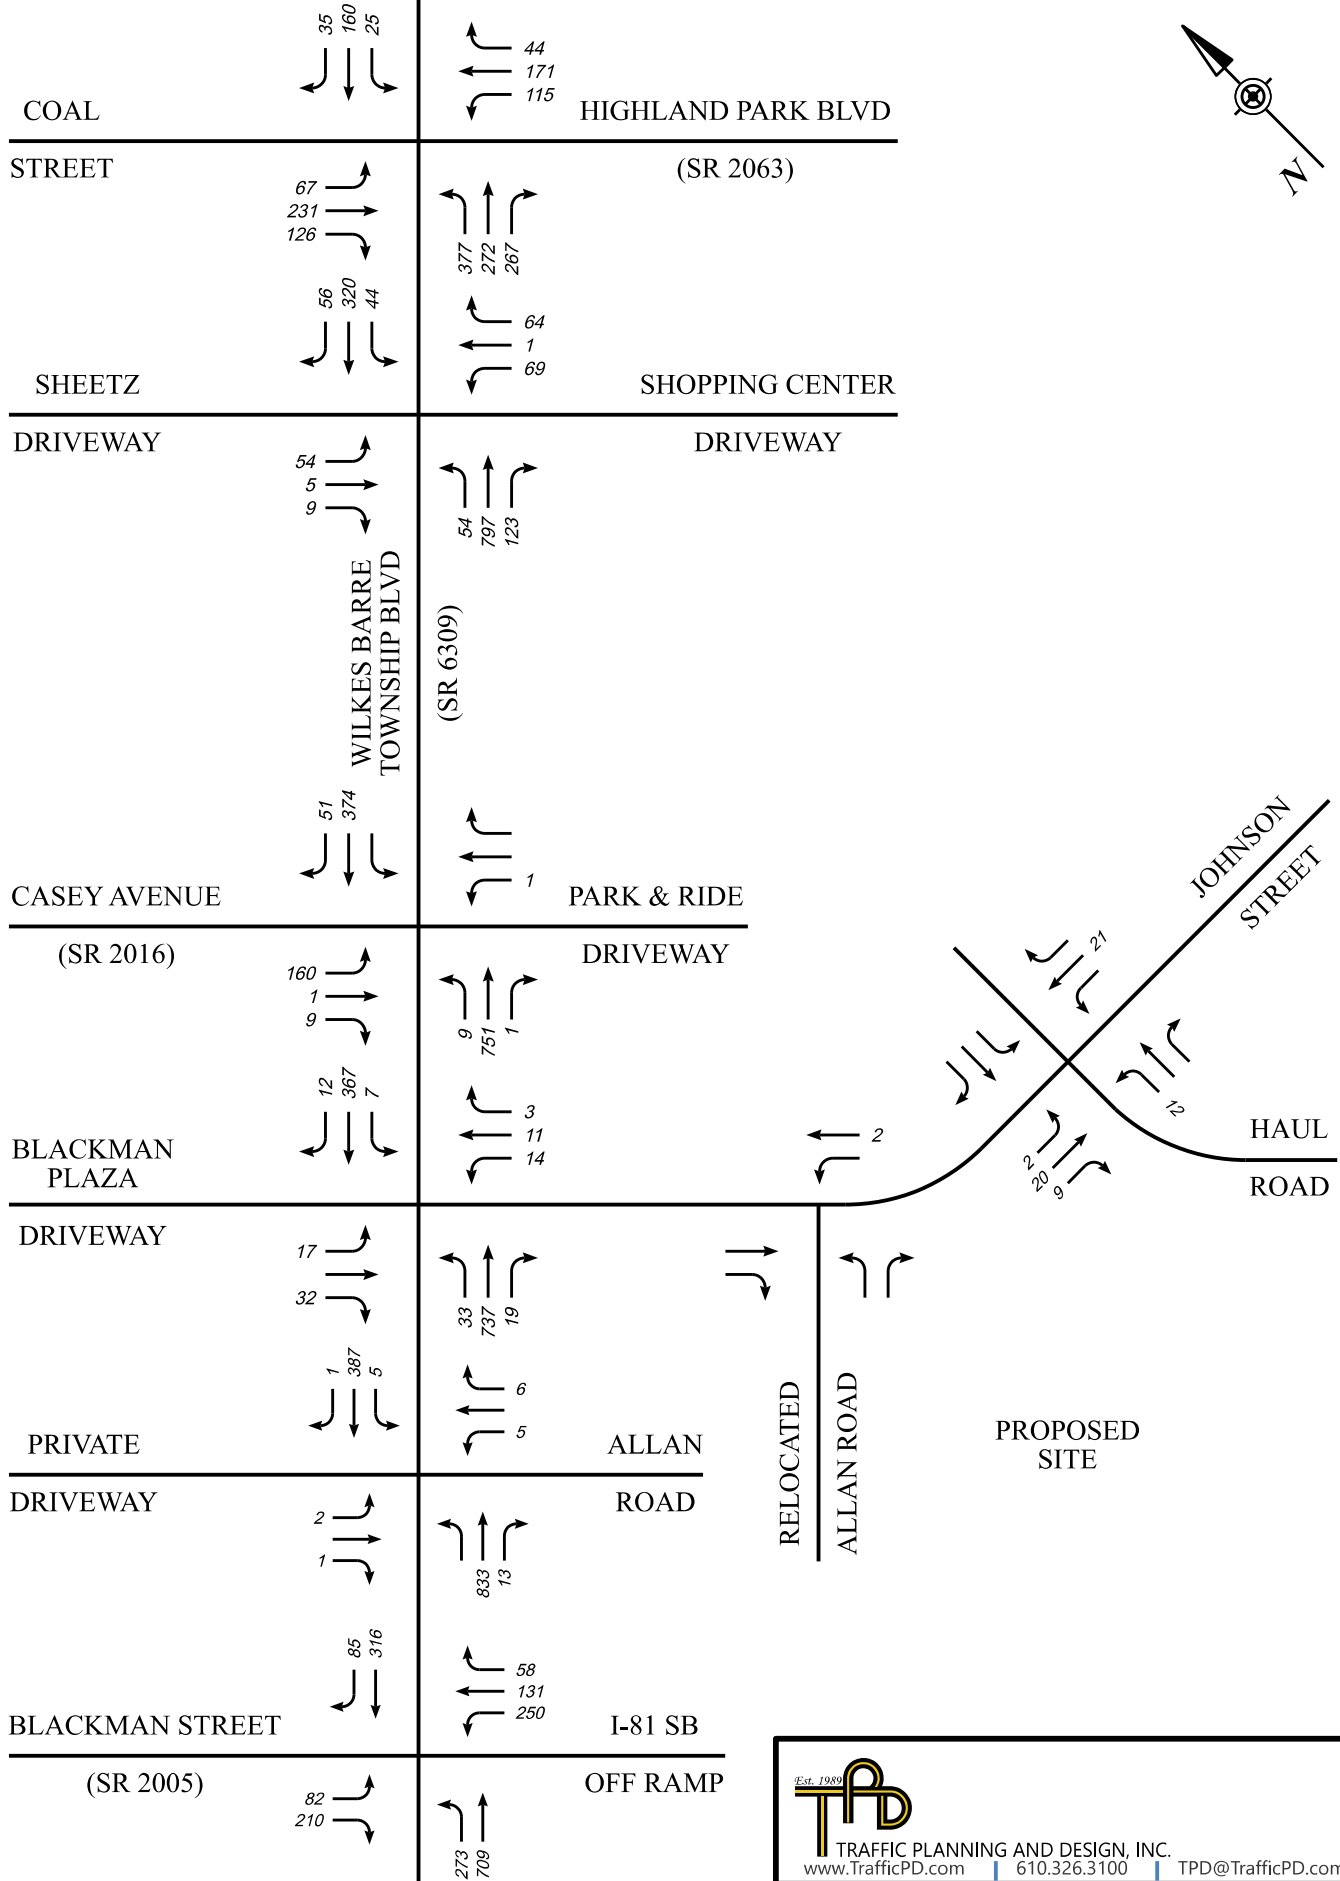 35 160 25
44
171
115
N
COAL
HIGHLAND PARK BLVD
STREET
(SR 2063)
67
231
126
377 272 267
56 320 44
64
1
69
SHEETZ
SHOPPING CENTER
DRIVEWAY
DRIVEWAY
54
5
9
54 797 123
WILKES BARRE
TOWNSHIP BLVD
(SR 6309)
51 374
1
CASEY AVENUE
PARK & RIDE
(SR 2016)
DRIVEWAY
160
1
9
9 751 1
JOHNSON
STREET
21
12
2
20
9
HAUL
ROAD
12 367 7
3
11
14
2
BLACKMAN
PLAZA
DRIVEWAY
17
32
33 737 19
1 387 5
6
5
RELOCATED
ALLAN ROAD
PROPOSED
SITE
PRIVATE
ALLAN
DRIVEWAY
ROAD
2
1
833 13
85 316
58
131
250
BLACKMAN STREET
I-81 SB
(SR 2005)
OFF RAMP
82
210
273 709
Est. 1989
TPD
TRAFFIC PLANNING AND DESIGN, INC.
www.TrafficPD.com | 610.326.3100 | TPD@TrafficPD.com